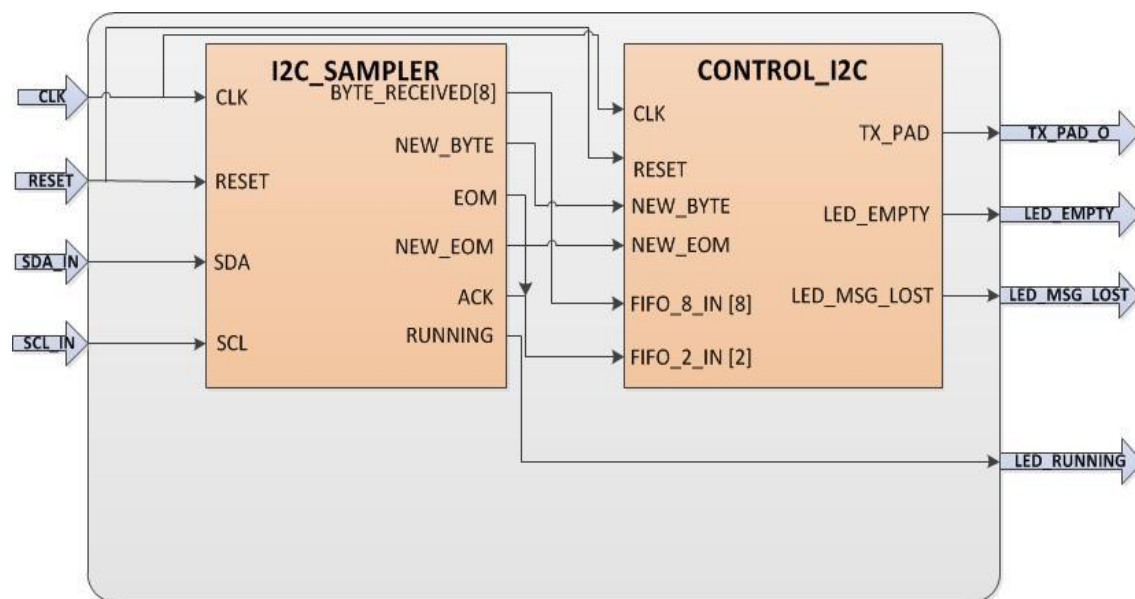 I2C_SAMPLER
CONTROL_I2C
CLK
RESET
SDA_IN
SCL_IN
CLK
RESET
SDA
SCL
BYTE_RECEIVED[8]
NEW_BYTE
EOM
NEW_EOM
ACK
RUNNING
CLK
RESET
NEW_BYTE
NEW_EOM
FIFO_8_IN [8]
FIFO_2_IN [2]
TX_PAD
LED_EMPTY
LED_MSG_LOST
TX_PAD_O
LED_EMPTY
LED_MSG_LOST
LED_RUNNING